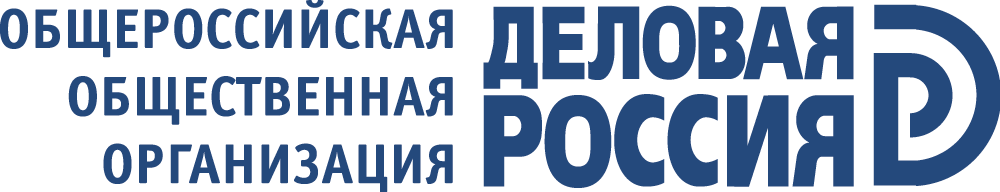 ОБЩЕРОССИЙСКАЯ
ОБЩЕСТВЕННАЯ
ОРГАНИЗАЦИЯ
ДЕЛОВАЯ
РОССИЯ